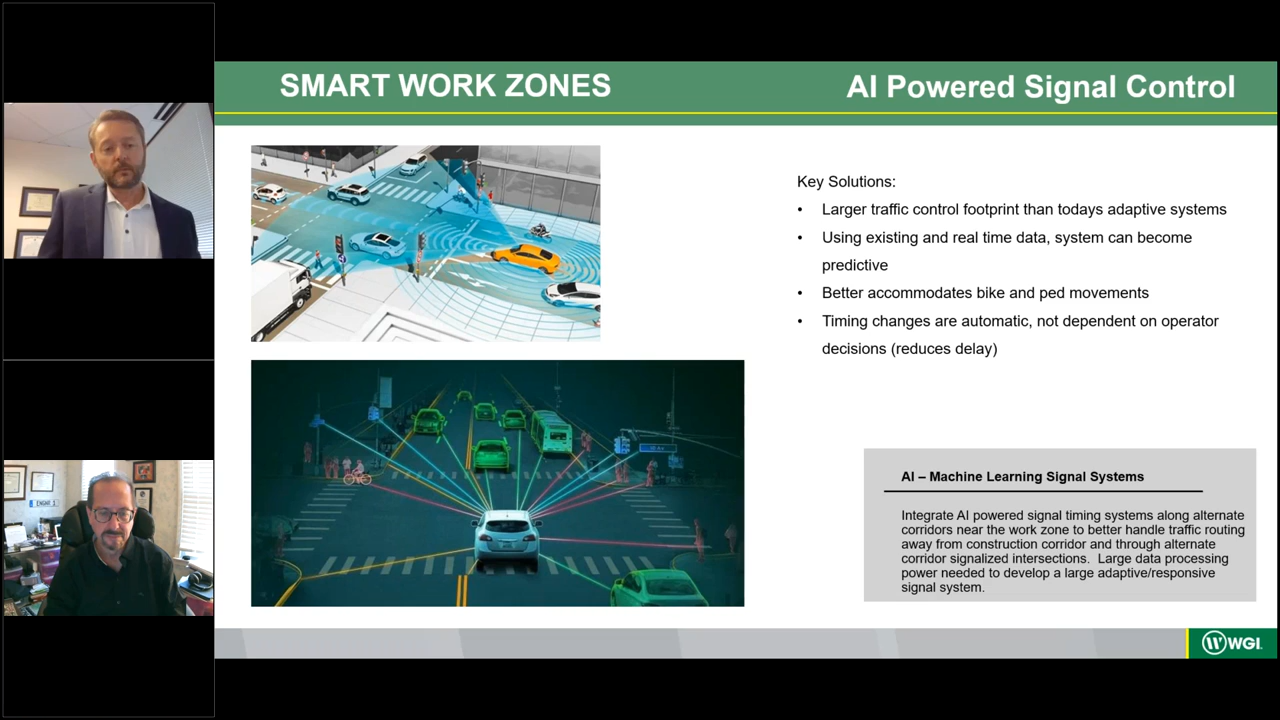 SMART WORK ZONES
AI Powered Signal Control
Key Solutions:
• Larger traffic control footprint than todays adaptive systems
• Using existing and real time data, system can become
predictive
• Better accommodates bike and ped movements
• Timing changes are automatic, not dependent on operator
decisions (reduces delay)
AI – Machine Learning Signal Systems
Integrate AI powered signal timing systems along alternate
corridors near the work zone to better handle traffic routing
away from construction corridor and through alternate
corridor signalized intersections. Large data processing
power needed to develop a large adaptive/responsive
signal system.
WGI